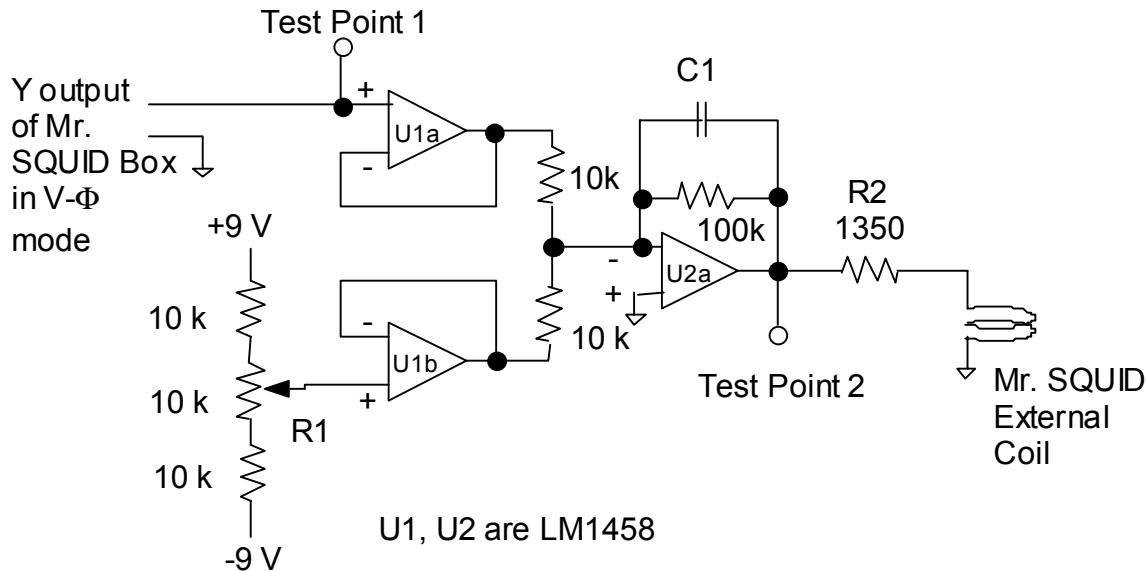 Test Point 1
Y output
of Mr.
SQUID Box
in V-Φ
mode
+
U1a
-
10k
C1
100k
R2
1350
-
U2a
+
+9 V
10 k
10 k
10 k
R1
-9 V
-
U1b
+
10 k
Test Point 2
Mr. SQUID
External
Coil
U1, U2 are LM1458